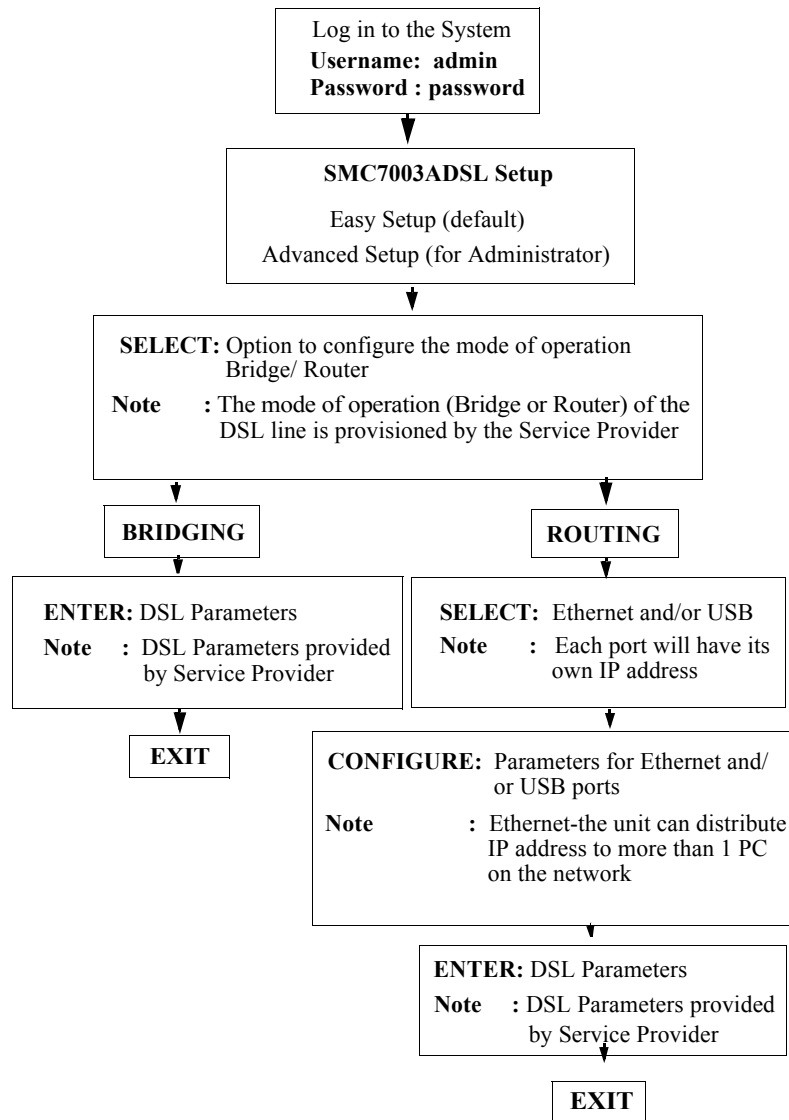 Log in to the System
Username: admin
Password : password
SMC7003ADSL Setup
Easy Setup (default)
Advanced Setup (for Administrator)
SELECT: Option to configure the mode of operation
Bridge/ Router
Note : The mode of operation (Bridge or Router) of the
DSL line is provisioned by the Service Provider
BRIDGING
ENTER: DSL Parameters
Note : DSL Parameters provided
by Service Provider
EXIT
ROUTING
SELECT: Ethernet and/or USB
Note : Each port will have its
own IP address
CONFIGURE: Parameters for Ethernet and/
or USB ports
Note : Ethernet-the unit can distribute
IP address to more than 1 PC
on the network
ENTER: DSL Parameters
Note : DSL Parameters provided
by Service Provider
EXIT